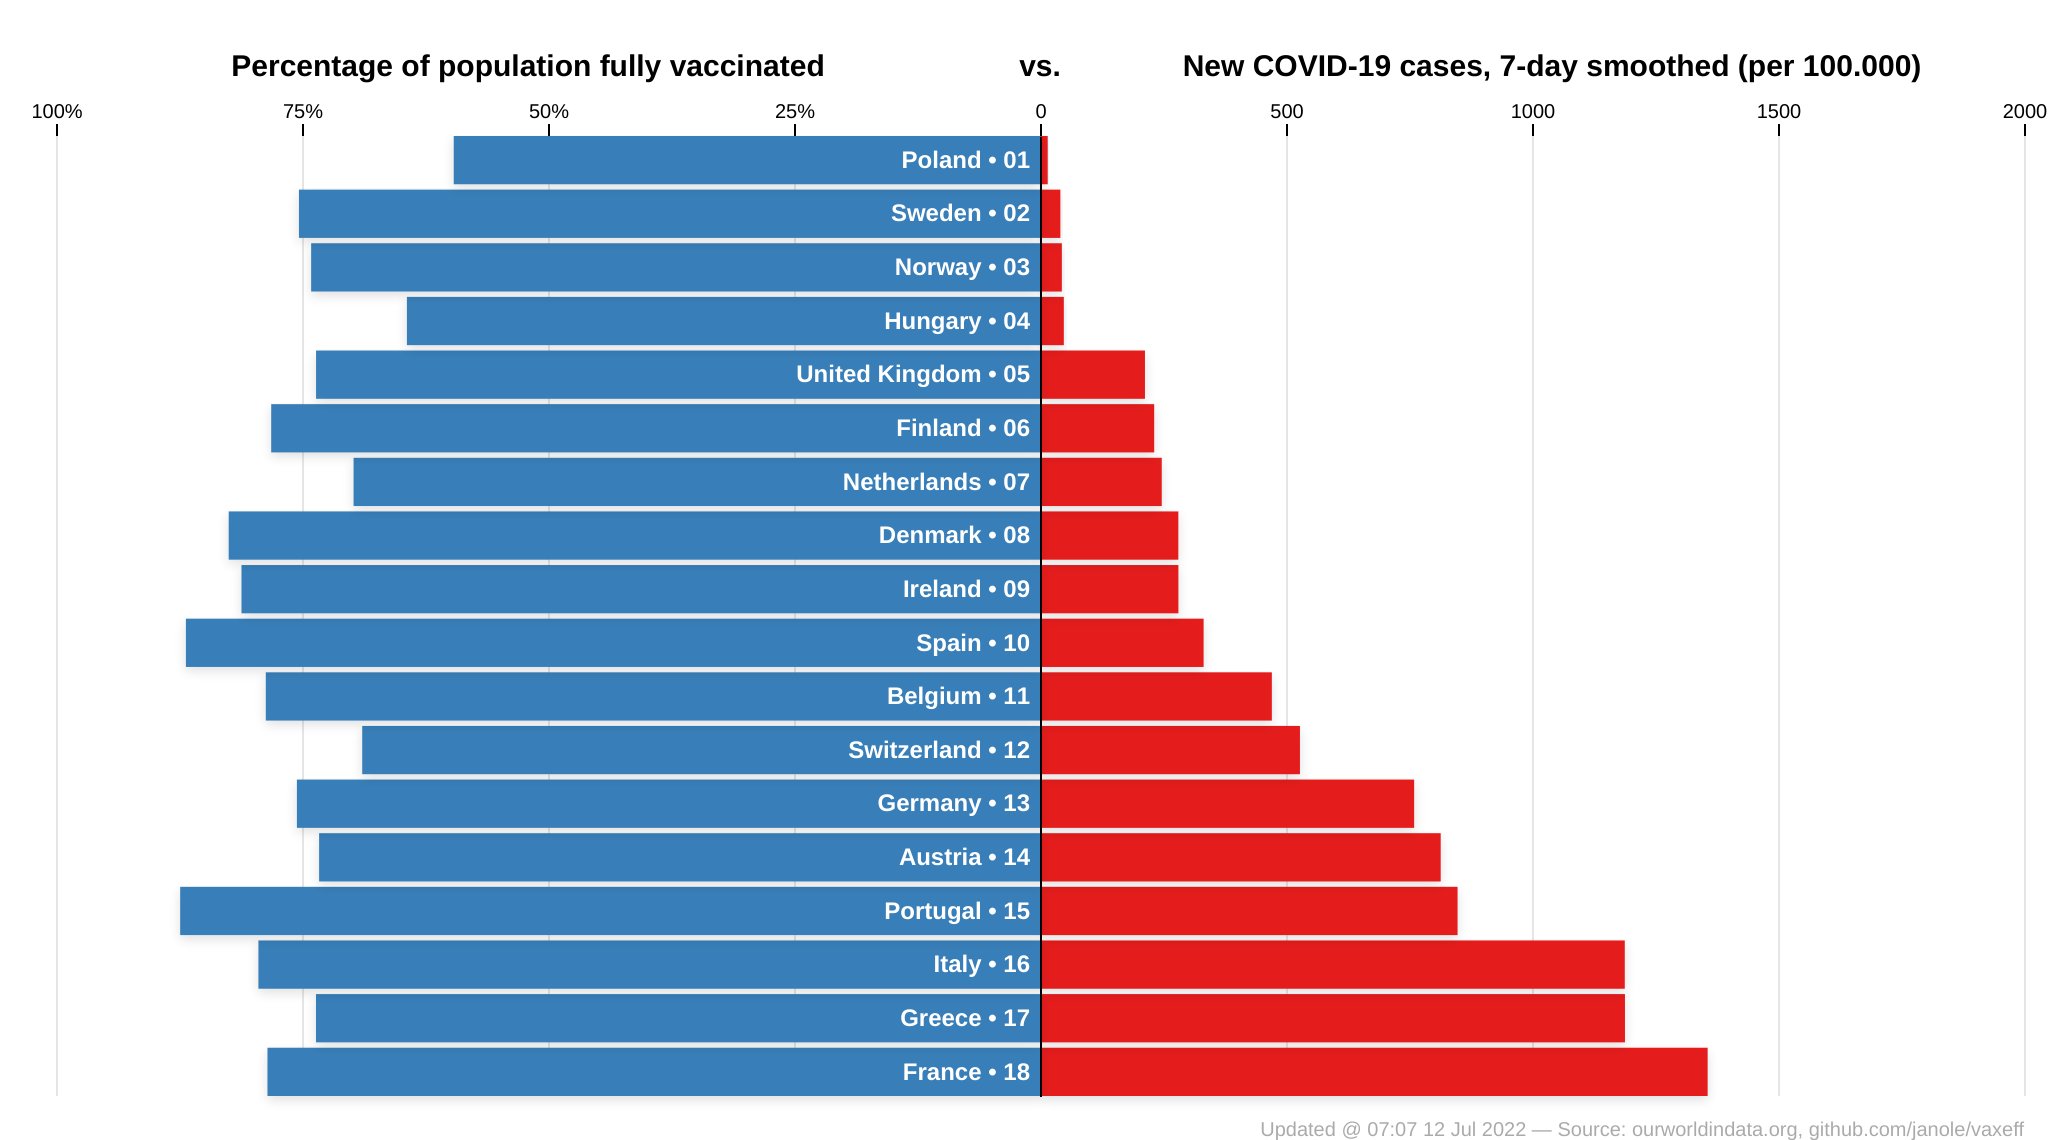 Percentage of population fully vaccinated vs. New COVID-19 cases, 7-day smoothed (per 100.000)
100% 75% 50% 25% 0 500 1000 1500 2000
Poland • 01
Sweden • 02
Norway • 03
Hungary • 04
United Kingdom • 05
Finland • 06
Netherlands • 07
Denmark • 08
Ireland • 09
Spain • 10
Belgium • 11
Switzerland • 12
Germany • 13
Austria • 14
Portugal • 15
Italy • 16
Greece • 17
France • 18
Updated @ 07:07 12 Jul 2022 — Source: ourworldindata.org, github.com/janole/vaxeff